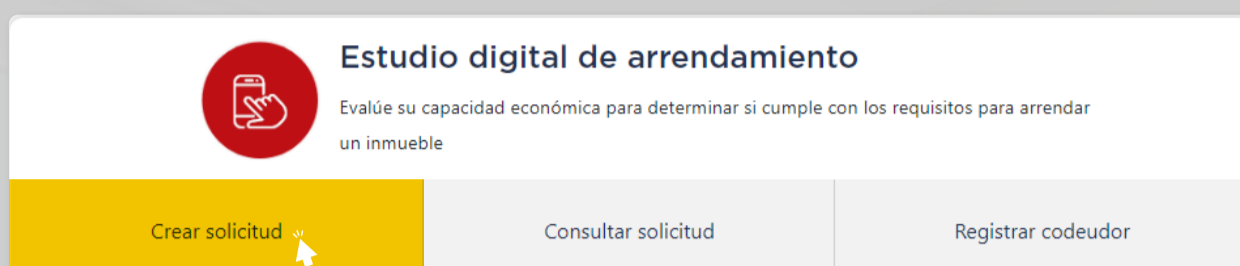 Estudio digital de arrendamiento
Evalúe su capacidad económica para determinar si cumple con los requisitos para arrendar
un inmueble
Crear solicitud
Consultar solicitud
Registrar codeudor